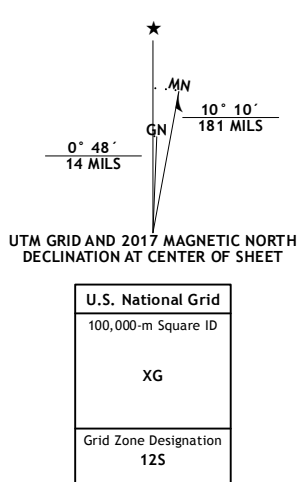 ★
MN
GN
10° 10´
181 MILS
0° 48´
14 MILS
UTM GRID AND 2017 MAGNETIC NORTH
DECLINATION AT CENTER OF SHEET
U.S. National Grid
100,000-m Square ID
XG
Grid Zone Designation
12S